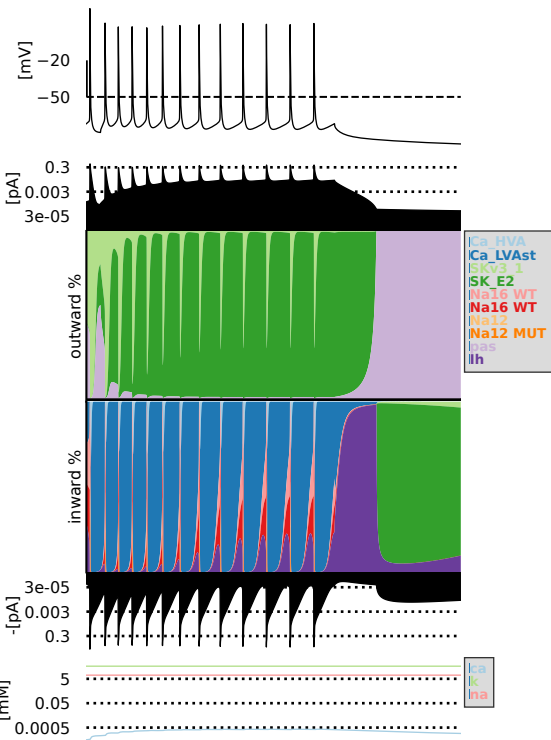 [mV]
−20
−50
[pA]
0.3
0.003
3e-05
outward %
Ca_HVA
Ca_LVAst
SKv3_1
SK_E2
Na16 WT
Na16 WT
Na12
Na12 MUT
pas
Ih
inward %
-[pA]
3e-05
0.003
0.3
[mM]
5
0.05
0.0005
ca
k
na